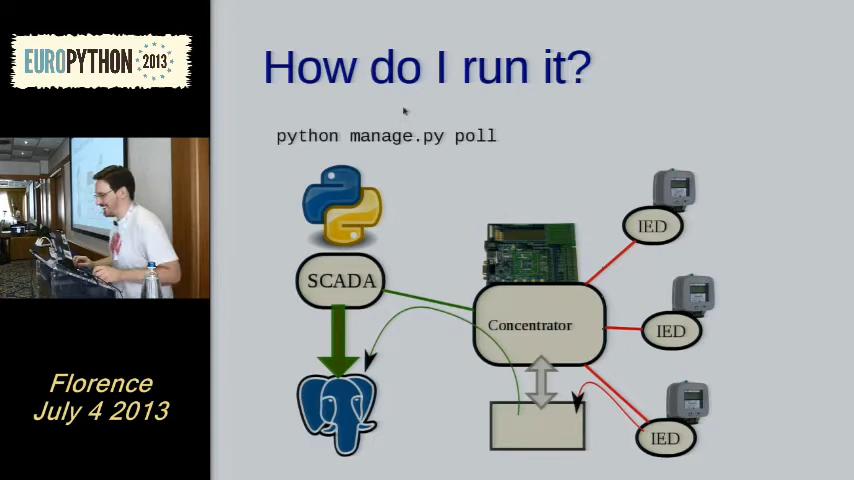 EUROPYTHON 2013
Florence
July 4 2013
How do I run it?
python manage.py poll
SCADA
Concentrator
IED
IED
IED